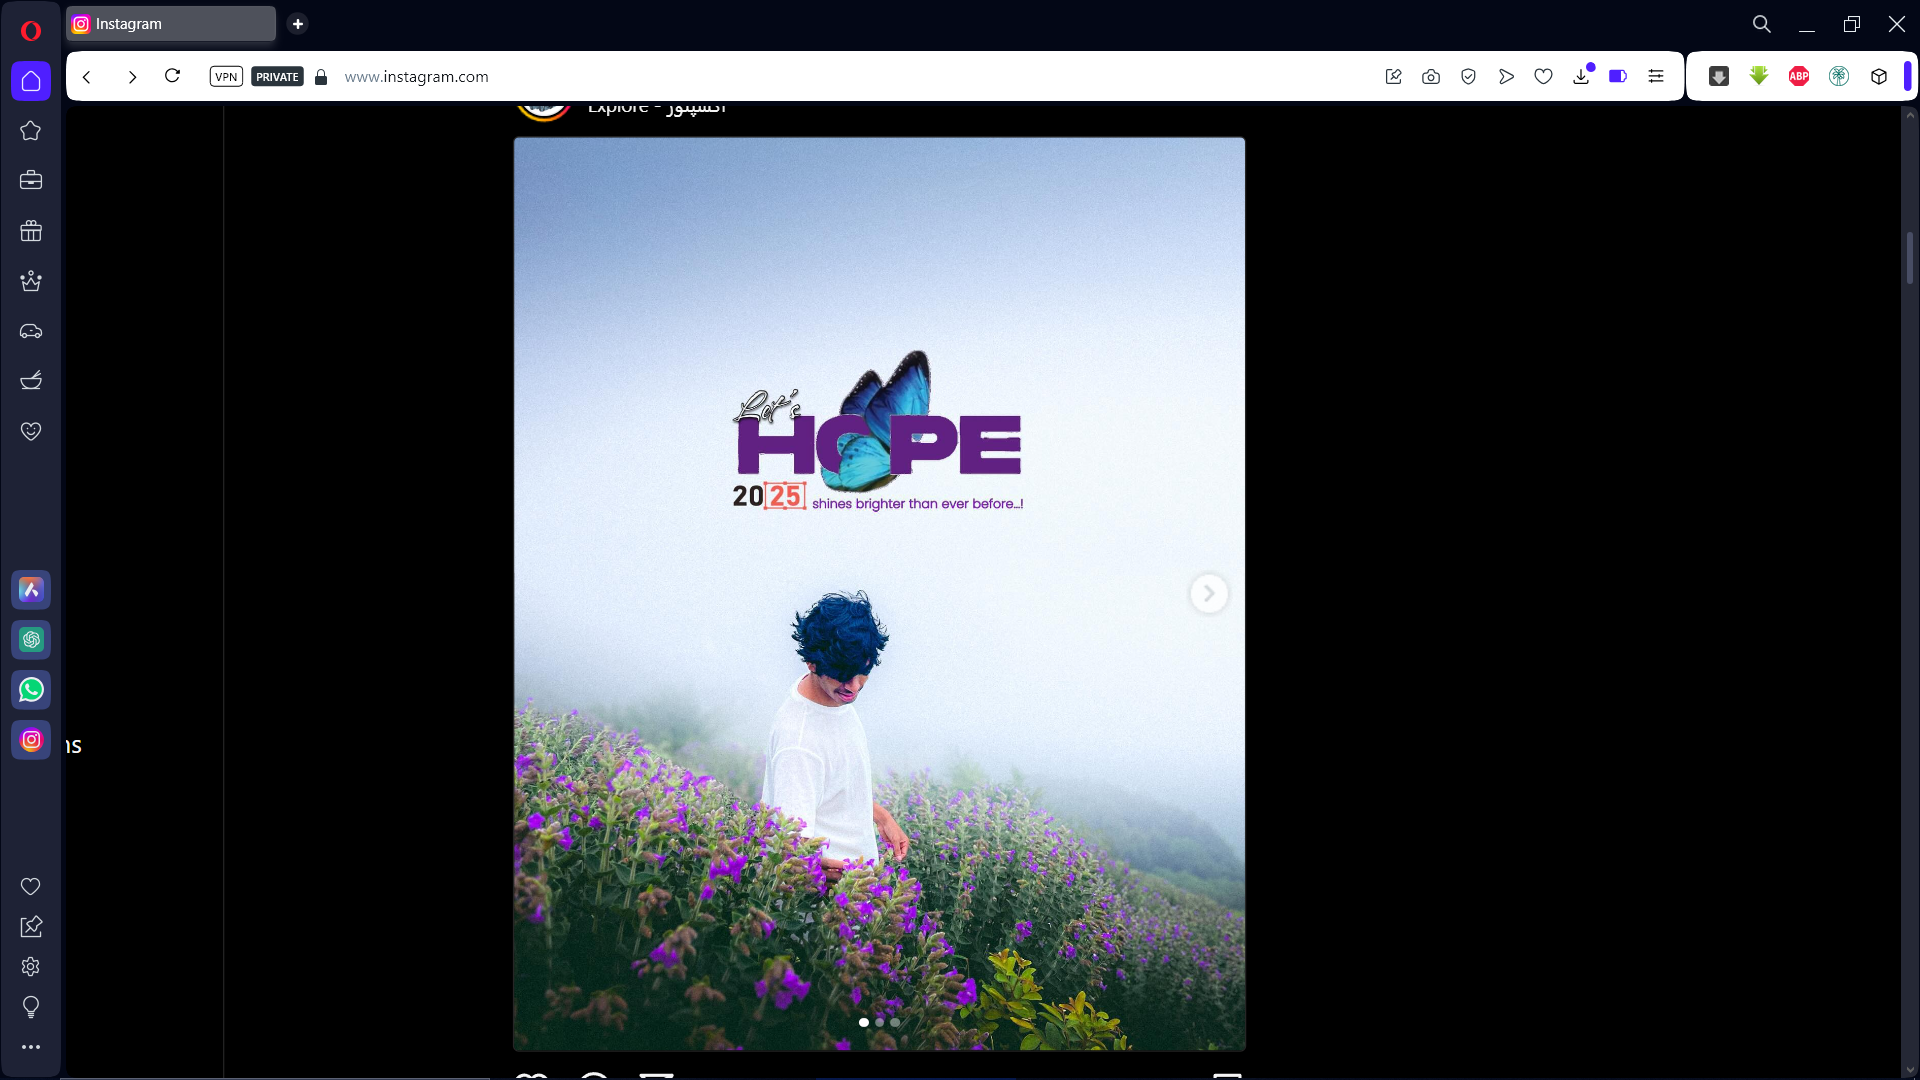 Instagram
VPN
PRIVATE
www.instagram.com
ABP
Explore - اکسپلور
Let's
HOPE
2025
shines brighter than ever before...!
ns